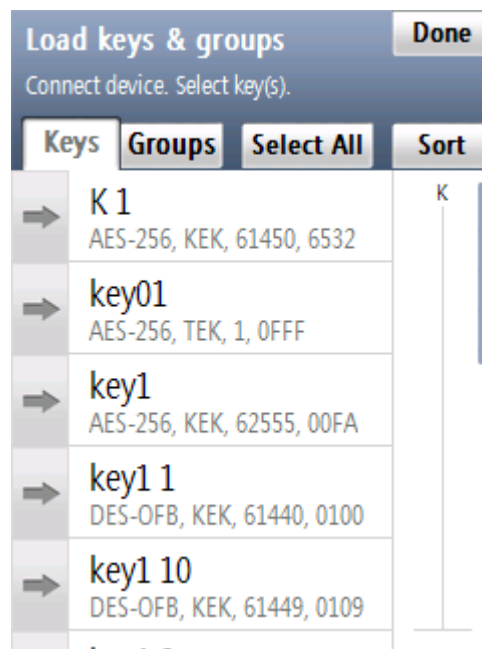 Load keys & groups
Done
Connect device. Select key(s).
Keys
Groups
Select All
Sort
K 1
AES-256, KEK, 61450, 6532
K
key01
AES-256, TEK, 1, 0FFF
key1
AES-256, KEK, 62555, 00FA
key1 1
DES-OFB, KEK, 61440, 0100
key1 10
DES-OFB, KEK, 61449, 0109